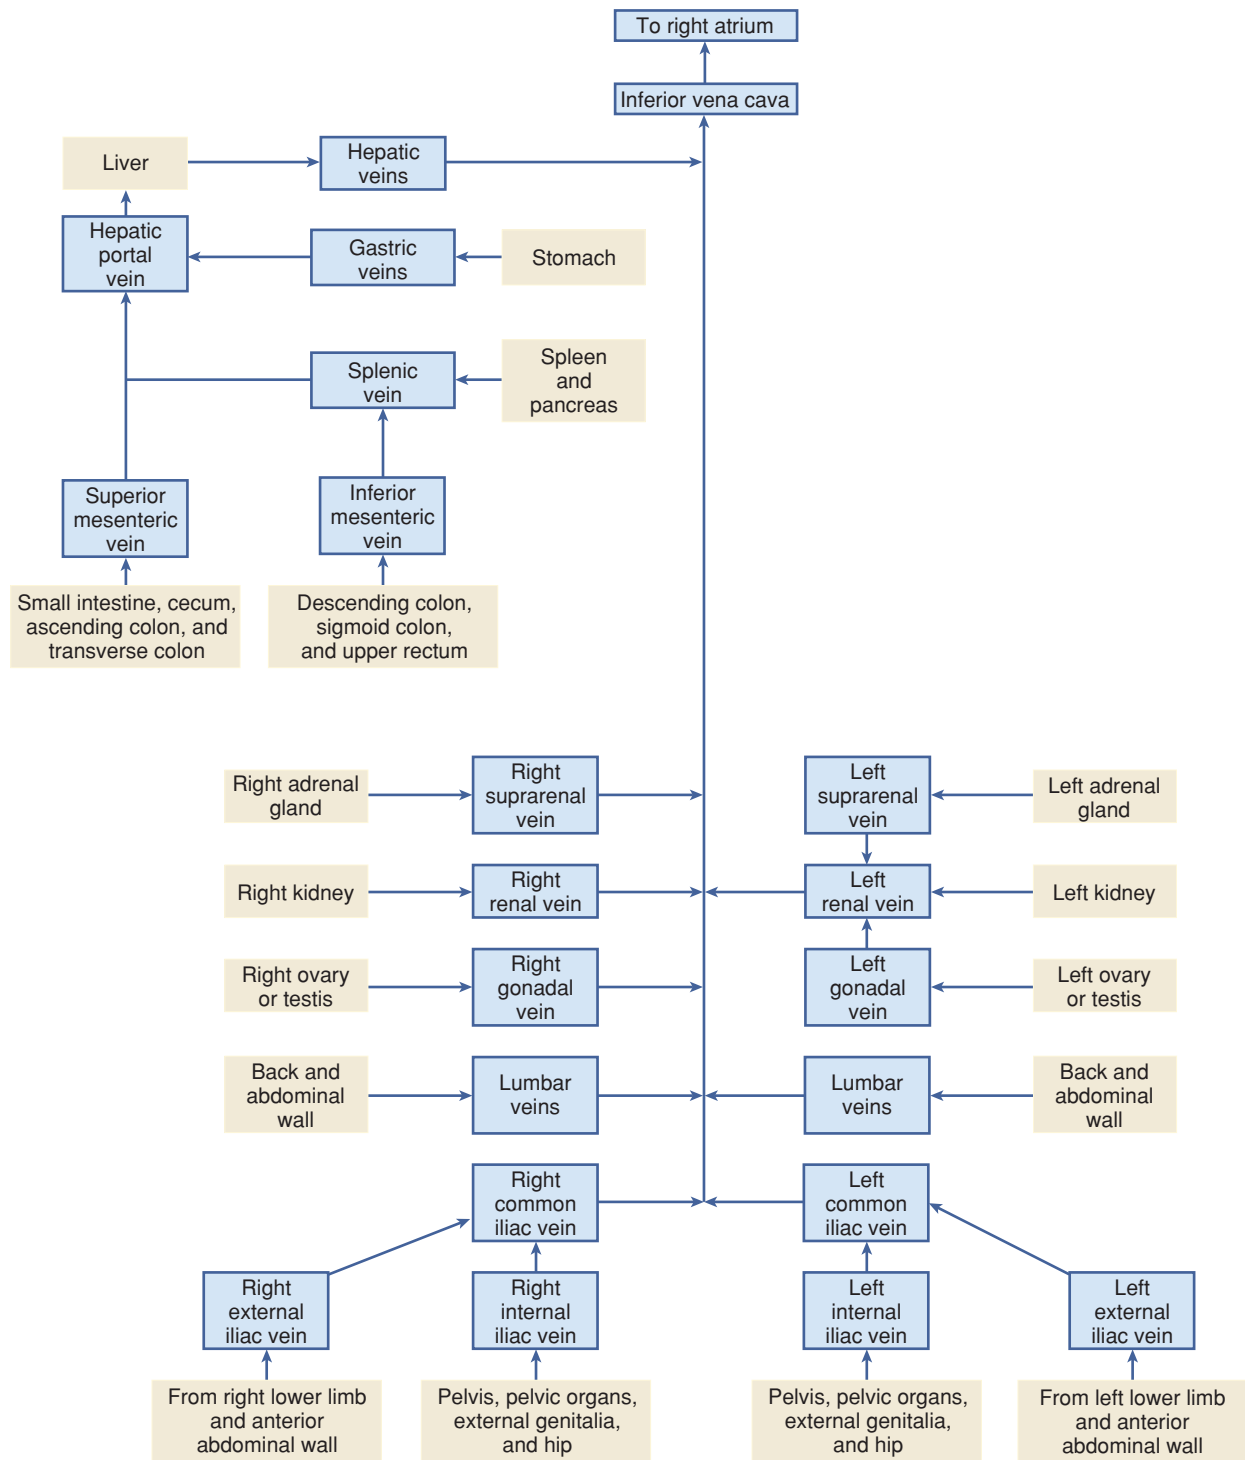 To right atrium
Inferior vena cava
Liver
Hepatic
veins
Hepatic
portal
vein
Gastric
veins
Stomach
Splenic
vein
Spleen
and
pancreas
Superior
mesenteric
vein
Inferior
mesenteric
vein
Small intestine, cecum,
ascending colon, and
transverse colon
Descending colon,
sigmoid colon,
and upper rectum
Right adrenal
gland
Right
suprarenal
vein
Left
suprarenal
vein
Left adrenal
gland
Right kidney
Right
renal vein
Left
renal vein
Left kidney
Right ovary
or testis
Right
gonadal
vein
Left
gonadal
vein
Left ovary
or testis
Back and
abdominal
wall
Lumbar
veins
Lumbar
veins
Back and
abdominal
wall
Right
common
iliac vein
Left
common
iliac vein
Right
external
iliac vein
Right
internal
iliac vein
Left
internal
iliac vein
Left
external
iliac vein
From right lower limb
and anterior
abdominal wall
Pelvis, pelvic organs,
external genitalia,
and hip
Pelvis, pelvic organs,
external genitalia,
and hip
From left lower limb
and anterior
abdominal wall